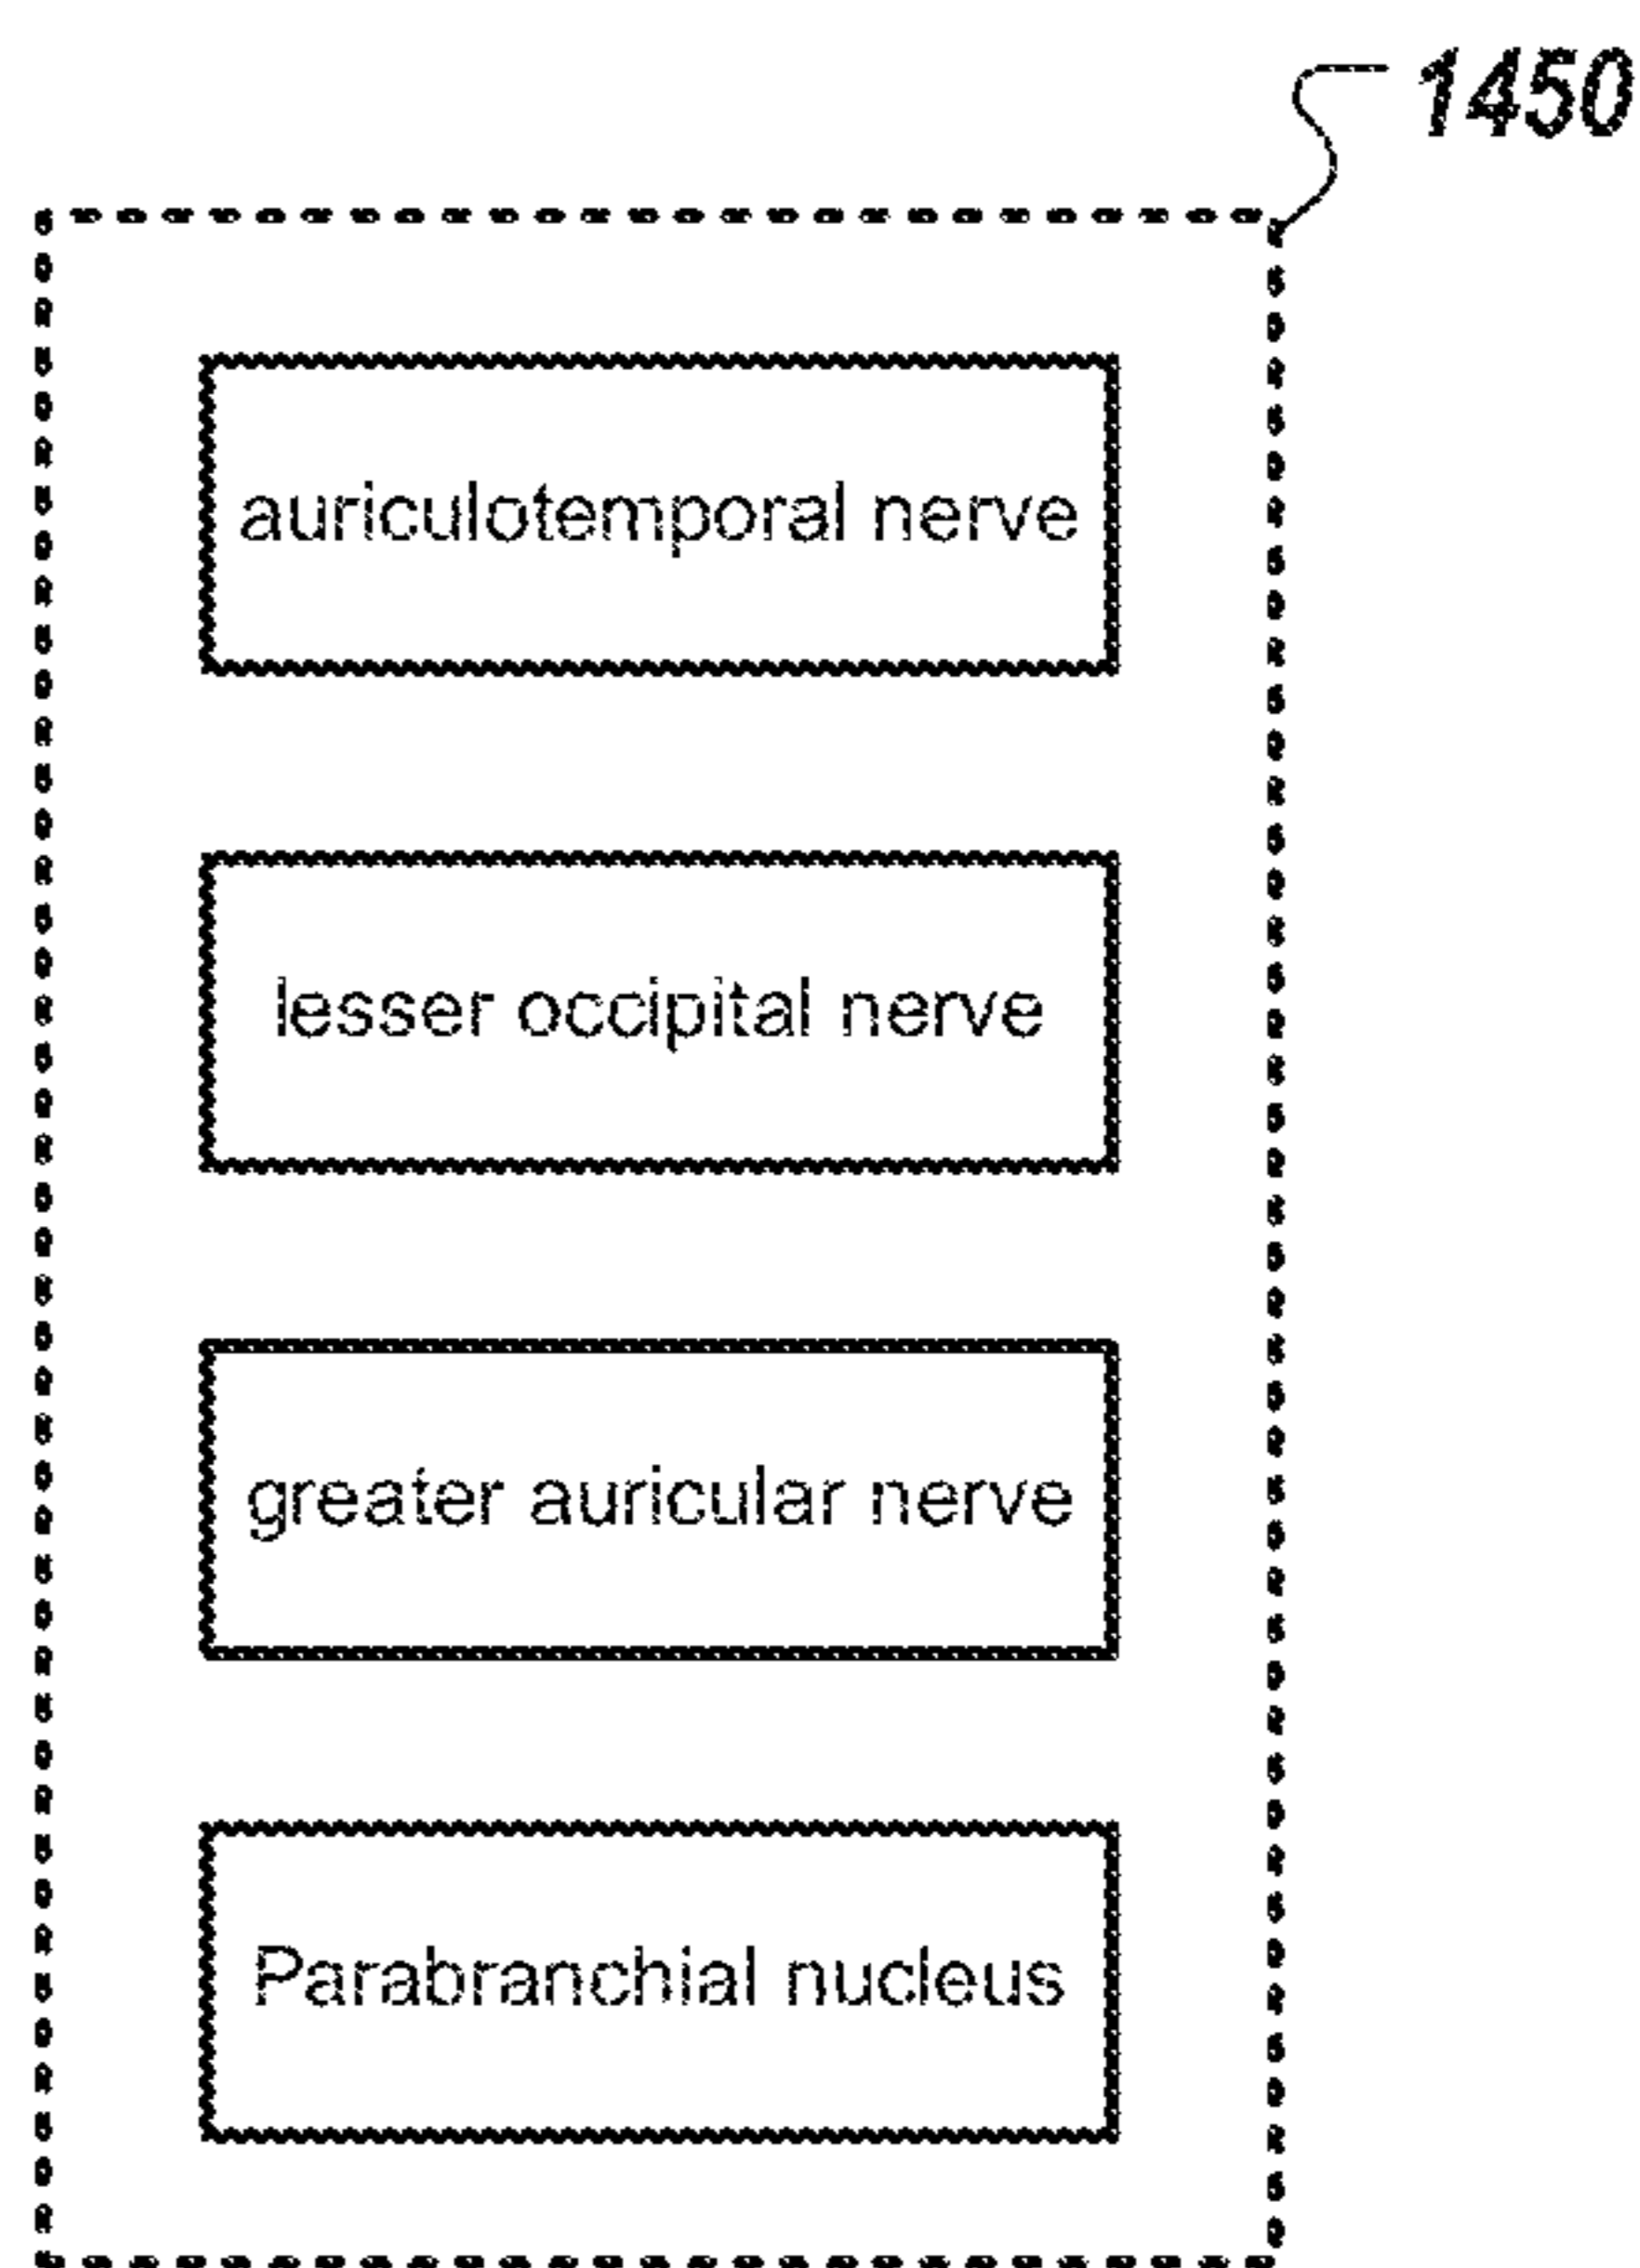 1450
auriculotemporal nerve
lesser occipital nerve
greater auricular nerve
Parabranchial nucleus